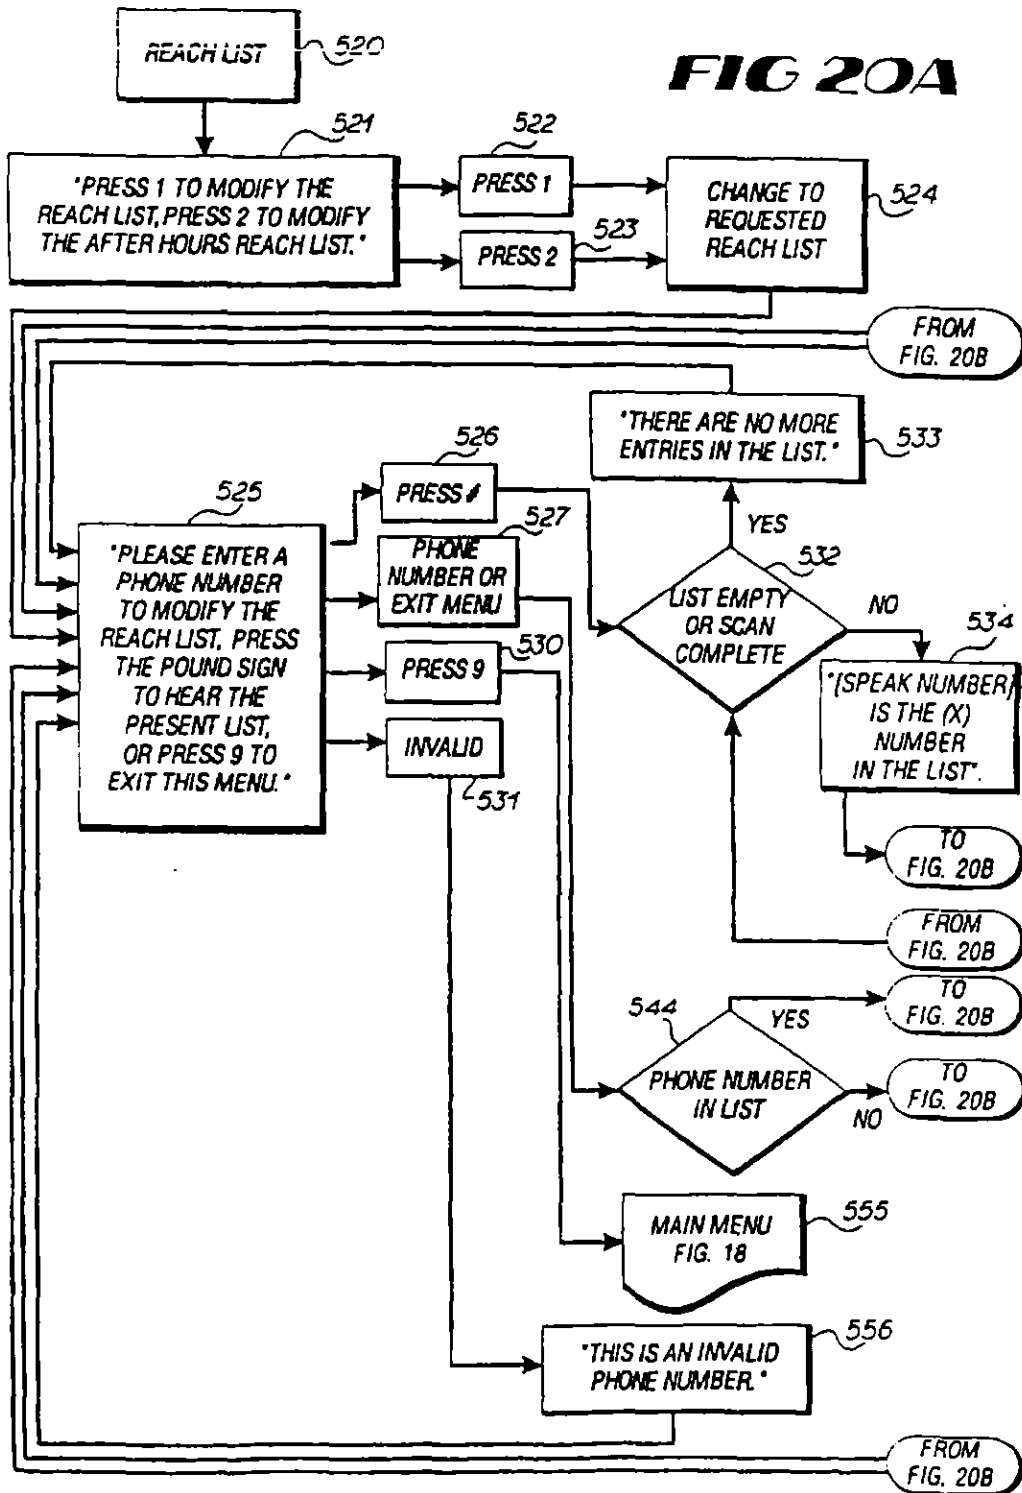 FIG 20A
REACH LIST
520
521
"PRESS 1 TO MODIFY THE
REACH LIST, PRESS 2 TO MODIFY
THE AFTER HOURS REACH LIST."
522
PRESS 1
523
PRESS 2
CHANGE TO
REQUESTED
REACH LIST
524
FROM
FIG. 20B
"THERE ARE NO MORE
ENTRIES IN THE LIST."
533
525
"PLEASE ENTER A
PHONE NUMBER
TO MODIFY THE
REACH LIST, PRESS
THE POUND SIGN
TO HEAR THE
PRESENT LIST,
OR PRESS 9 TO
EXIT THIS MENU."
526
PRESS #
527
PHONE
NUMBER OR
EXIT MENU
530
PRESS 9
INVALID
531
YES
532
LIST EMPTY
OR SCAN
COMPLETE
NO
534
"(SPEAK NUMBER)
IS THE (X)
NUMBER
IN THE LIST".
TO
FIG. 20B
FROM
FIG. 20B
TO
FIG. 20B
544
YES
PHONE NUMBER
IN LIST
NO
TO
FIG. 20B
MAIN MENU
FIG. 18
555
"THIS IS AN INVALID
PHONE NUMBER."
556
FROM
FIG. 20B